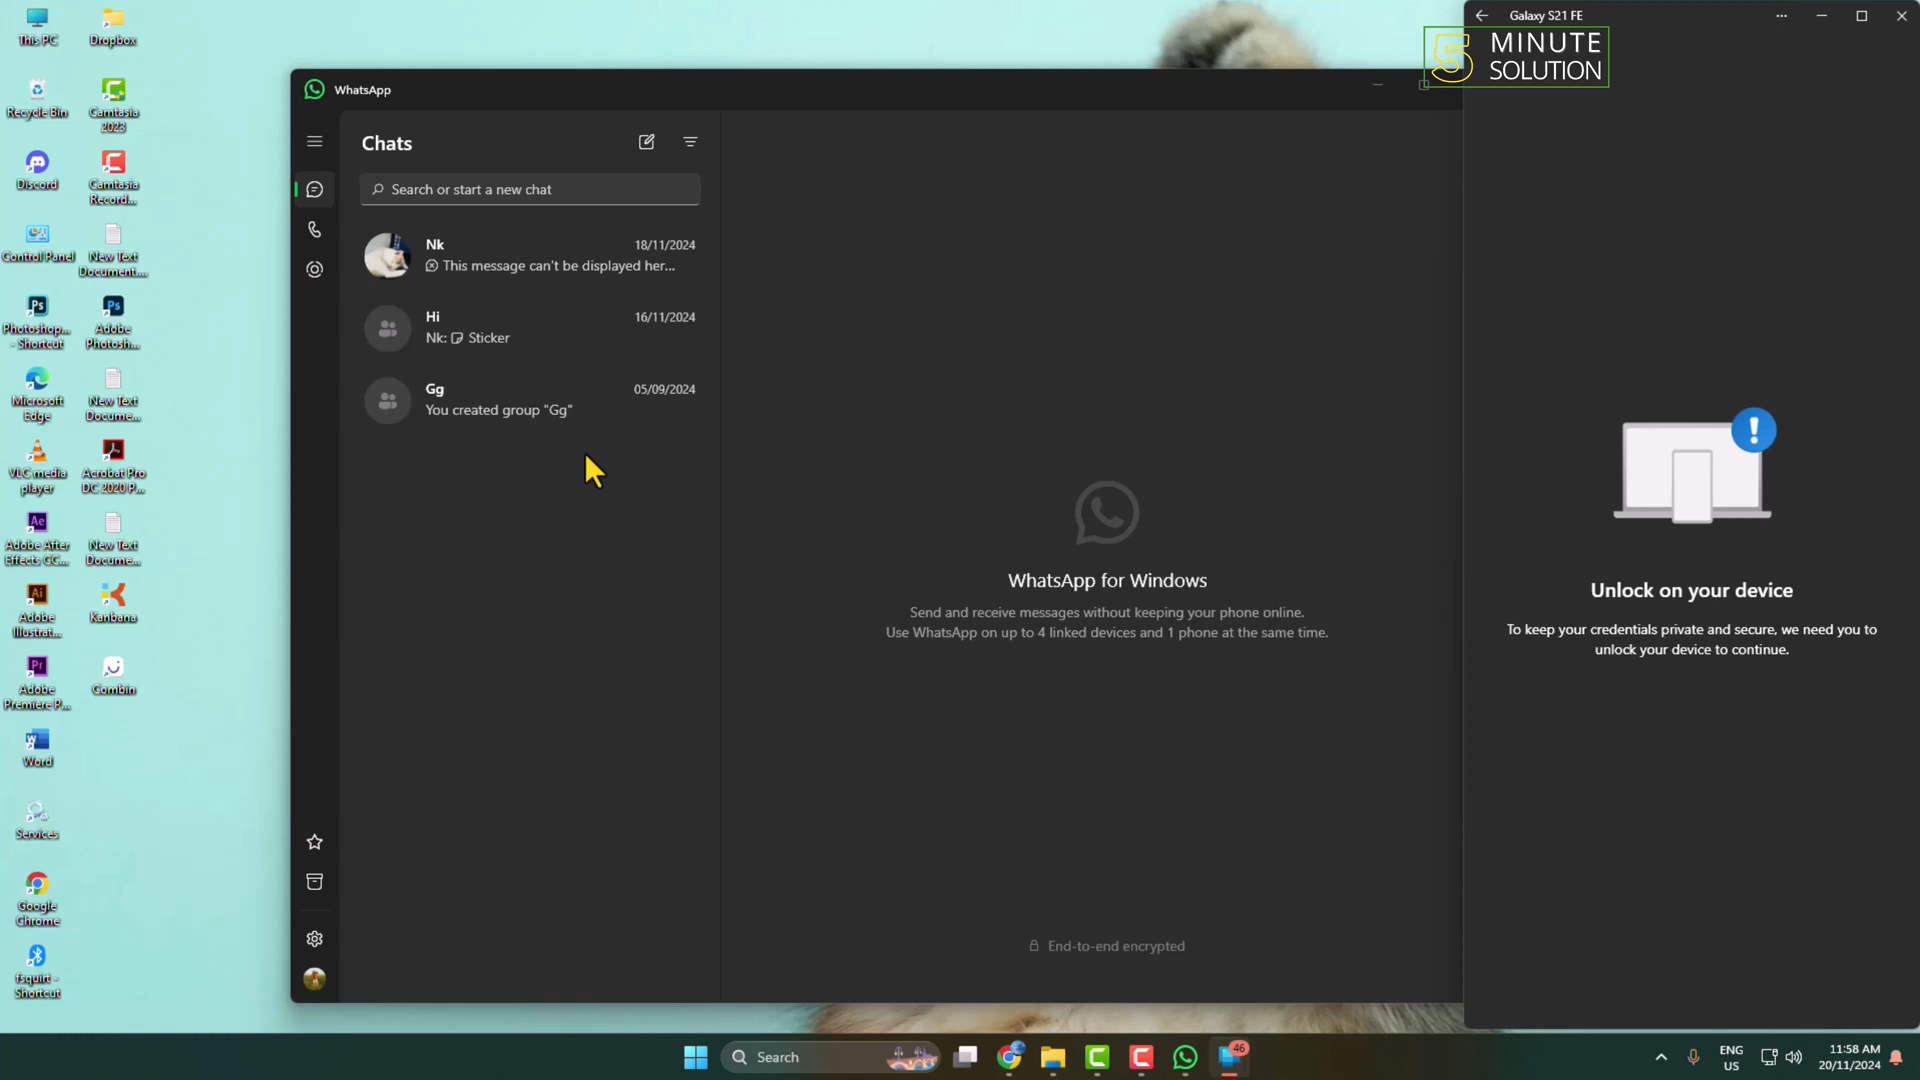 This PC
Dropbox
Recycle Bin
Camtasia
2023
Discord
Camtasia
Record...
Control Panel
New Text
Document....
Photoshop...
- Shortcut
Adobe
Photosh...
Microsoft
Edge
New Text
Docume...
VLC media
player
Acrobat Pro
DC 2020 P...
Adobe After
Effects CC...
New Text
Docume...
Adobe
Illustrat...
Kanbana
Adobe
Premiere P...
Combin
Word
Services
Google
Chrome
fsquirt -
Shortcut
WhatsApp
Chats
Search or start a new chat
Nk 18/11/2024
This message can't be displayed her...
Hi 16/11/2024
Nk: Sticker
Gg 05/09/2024
You created group "Gg"
WhatsApp for Windows
Send and receive messages without keeping your phone online.
Use WhatsApp on up to 4 linked devices and 1 phone at the same time.
End-to-end encrypted
Galaxy S21 FE
5 MINUTE
SOLUTION
Unlock on your device
To keep your credentials private and secure, we need you to
unlock your device to continue.
Search
46
ENG
US
11:58 AM
20/11/2024